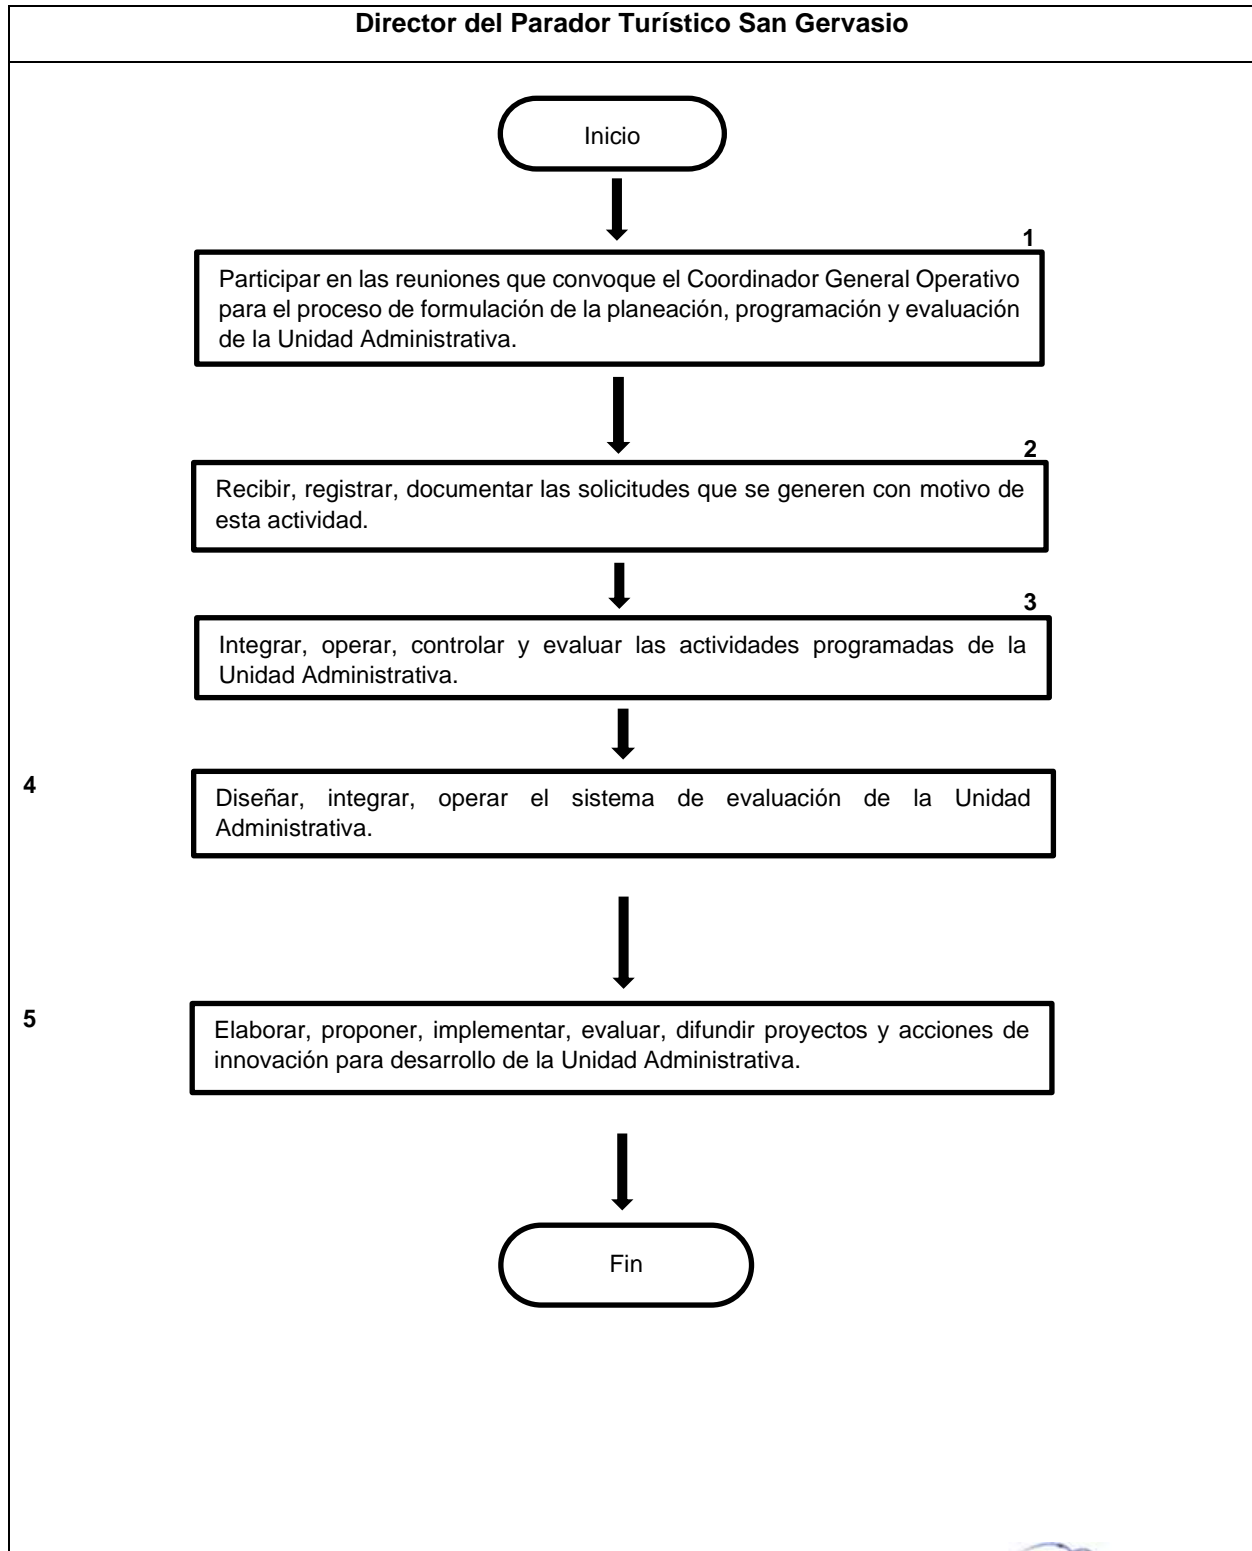 Director del Parador Turístico San Gervasio
Inicio
1
Participar en las reuniones que convoque el Coordinador General Operativo
para el proceso de formulación de la planeación, programación y evaluación
de la Unidad Administrativa.
2
Recibir, registrar, documentar las solicitudes que se generen con motivo de
esta actividad.
3
Integrar, operar, controlar y evaluar las actividades programadas de la
Unidad Administrativa.
4
Diseñar, integrar, operar el sistema de evaluación de la Unidad
Administrativa.
5
Elaborar, proponer, implementar, evaluar, difundir proyectos y acciones de
innovación para desarrollo de la Unidad Administrativa.
Fin